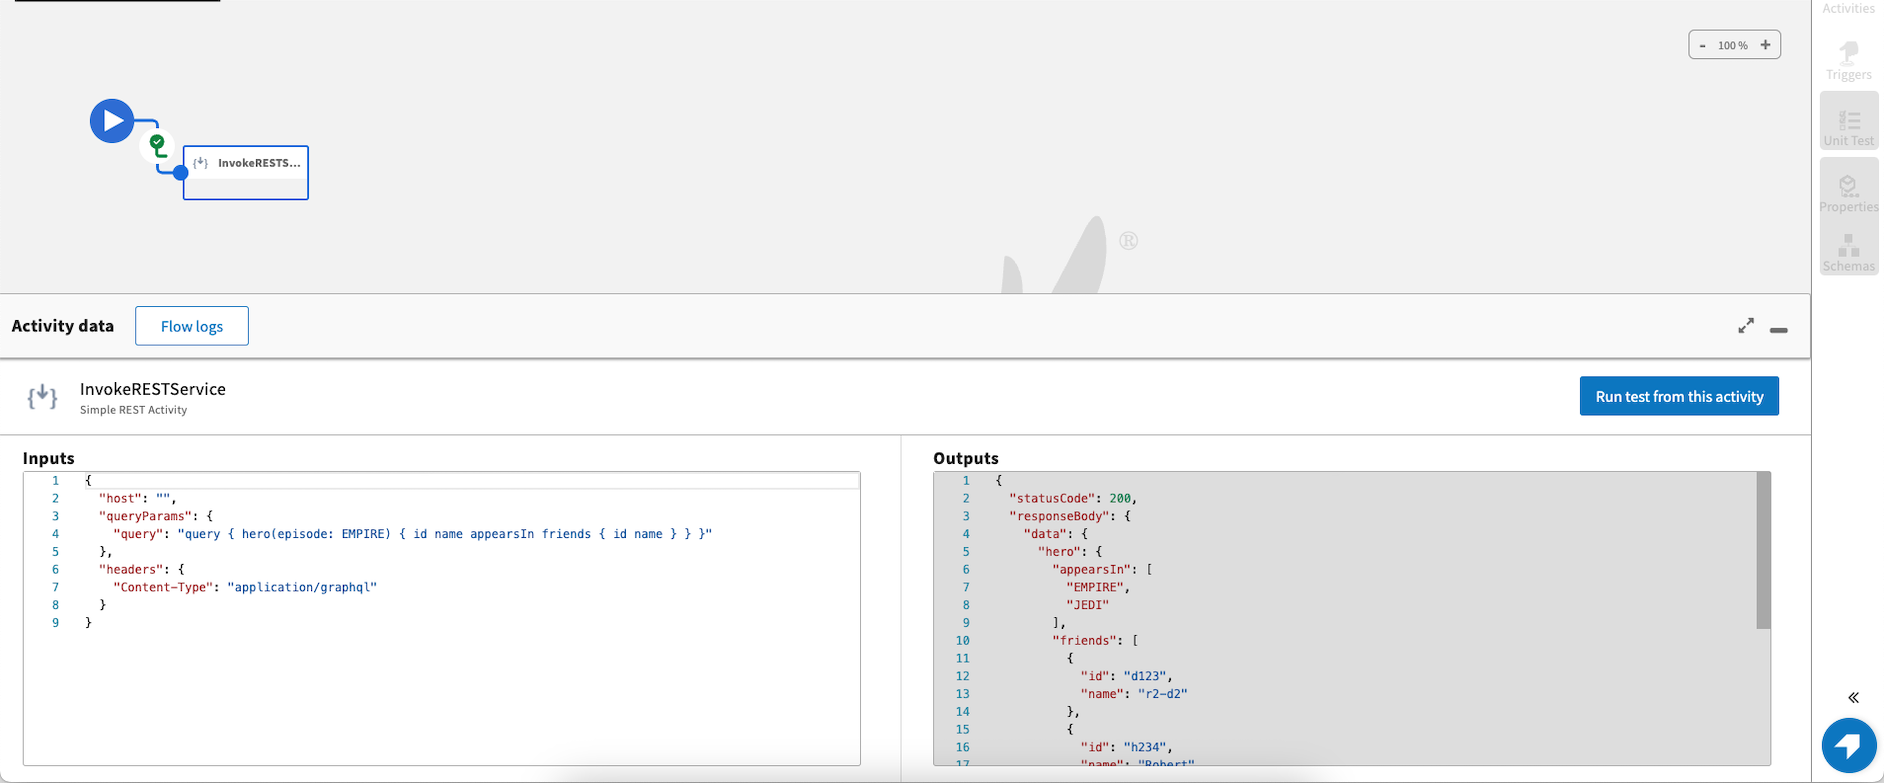 Activities
- 100 % +
Triggers
Unit Test
InvokeRESTS...
Properties
®
Schemas
Activity data
Flow logs
InvokeRESTService
Simple REST Activity
Run test from this activity
Inputs
1 {
2 "host": "",
3 "queryParams": {
4 "query": "query { hero(episode: EMPIRE) { id name appearsIn friends { id name } } }"
5 },
6 "headers": {
7 "Content-Type": "application/graphql"
8 }
9 }
Outputs
1 {
2 "statusCode": 200,
3 "responseBody": {
4 "data": {
5 "hero": {
6 "appearsIn": [
7 "EMPIRE",
8 "JEDI"
9 ],
10 "friends": [
11 {
12 "id": "d123",
13 "name": "r2-d2"
14 },
15 {
16 "id": "h234",
17 "name": "Robert"